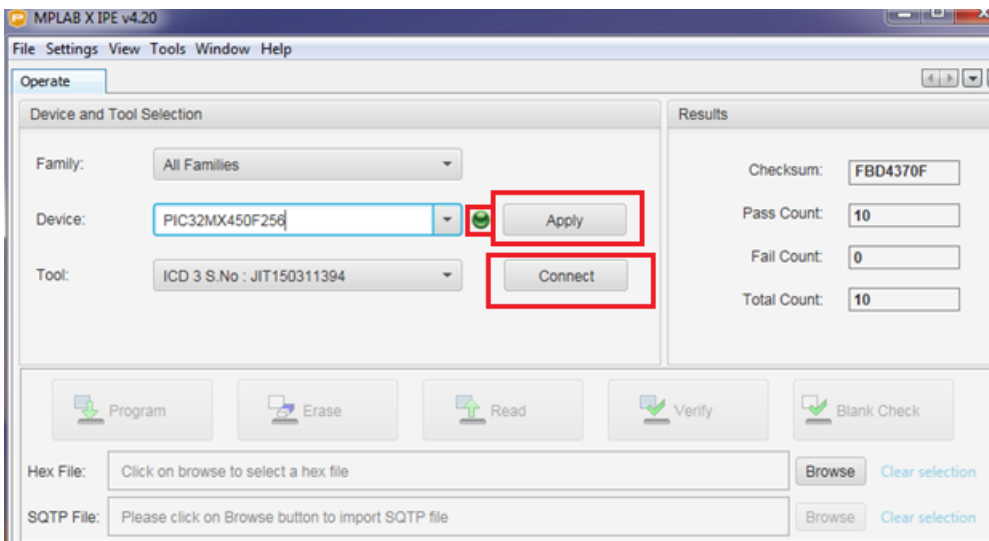 MPLAB X IPE v4.20
File Settings View Tools Window Help
Operate
Device and Tool Selection
Results
Family:
All Families
Checksum:
FBD4370F
Device:
PIC32MX450F256
Apply
Pass Count:
10
Fail Count:
0
Tool:
ICD 3 S.No : JIT150311394
Connect
Total Count:
10
Program
Erase
Read
Verify
Blank Check
Hex File:
Click on browse to select a hex file
Browse
Clear selection
SQTP File:
Please click on Browse button to import SQTP file
Browse
Clear selection